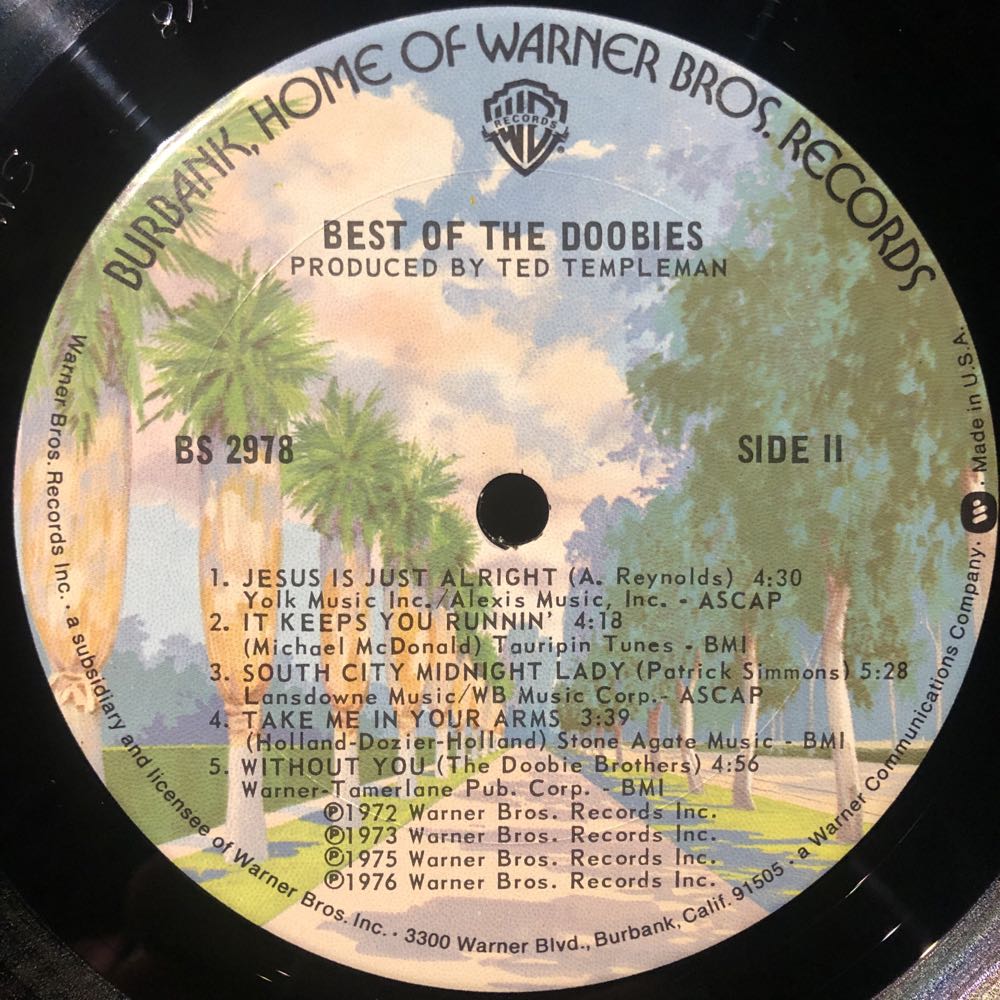 BURBANK, HOME OF WARNER BROS. RECORDS
RECORDS
BEST OF THE DOOBIES
PRODUCED BY TED TEMPLEMAN
BS 2978
SIDE II
1. JESUS IS JUST ALRIGHT (A. Reynolds) 4:30
Yolk Music Inc./Alexis Music, Inc. - ASCAP
2. IT KEEPS YOU RUNNIN' 4:18
(Michael McDonald) Tauripin Tunes - BMI
3. SOUTH CITY MIDNIGHT LADY (Patrick Simmons) 5:28
Lansdowne Music/WB Music Corp.- ASCAP
4. TAKE ME IN YOUR ARMS 3:39
(Holland-Dozier-Holland) Stone Agate Music - BMI
5. WITHOUT YOU (The Doobie Brothers) 4:56
Warner-Tamerlane Pub. Corp. - BMI
℗1972 Warner Bros. Records Inc.
℗1973 Warner Bros. Records Inc.
℗1975 Warner Bros. Records Inc.
℗1976 Warner Bros. Records Inc.
Warner Bros. Records Inc. • a subsidiary and licensee of Warner Bros. Inc. • 3300 Warner Blvd., Burbank, Calif. 91505 • a Warner Communications Company. • Made in U.S.A.